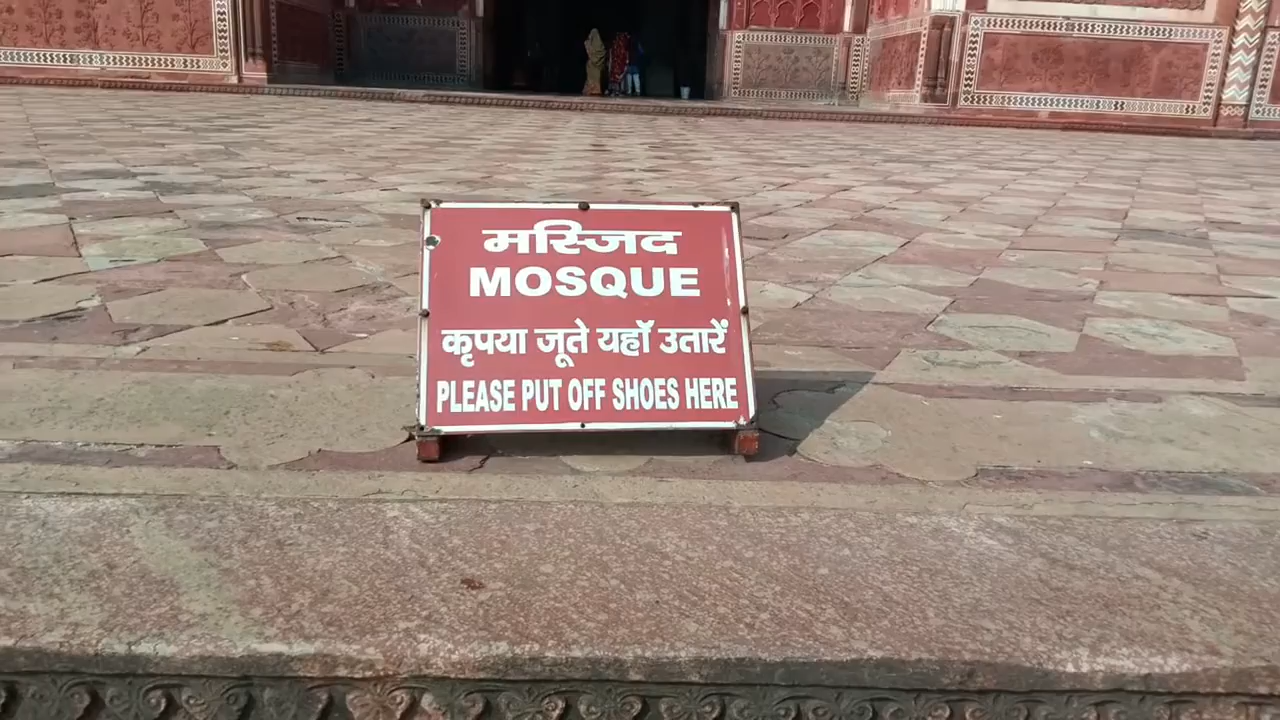 मस्जिद
MOSQUE
कृपया जूते यहॉ उतारें
PLEASE PUT OFF SHOES HERE